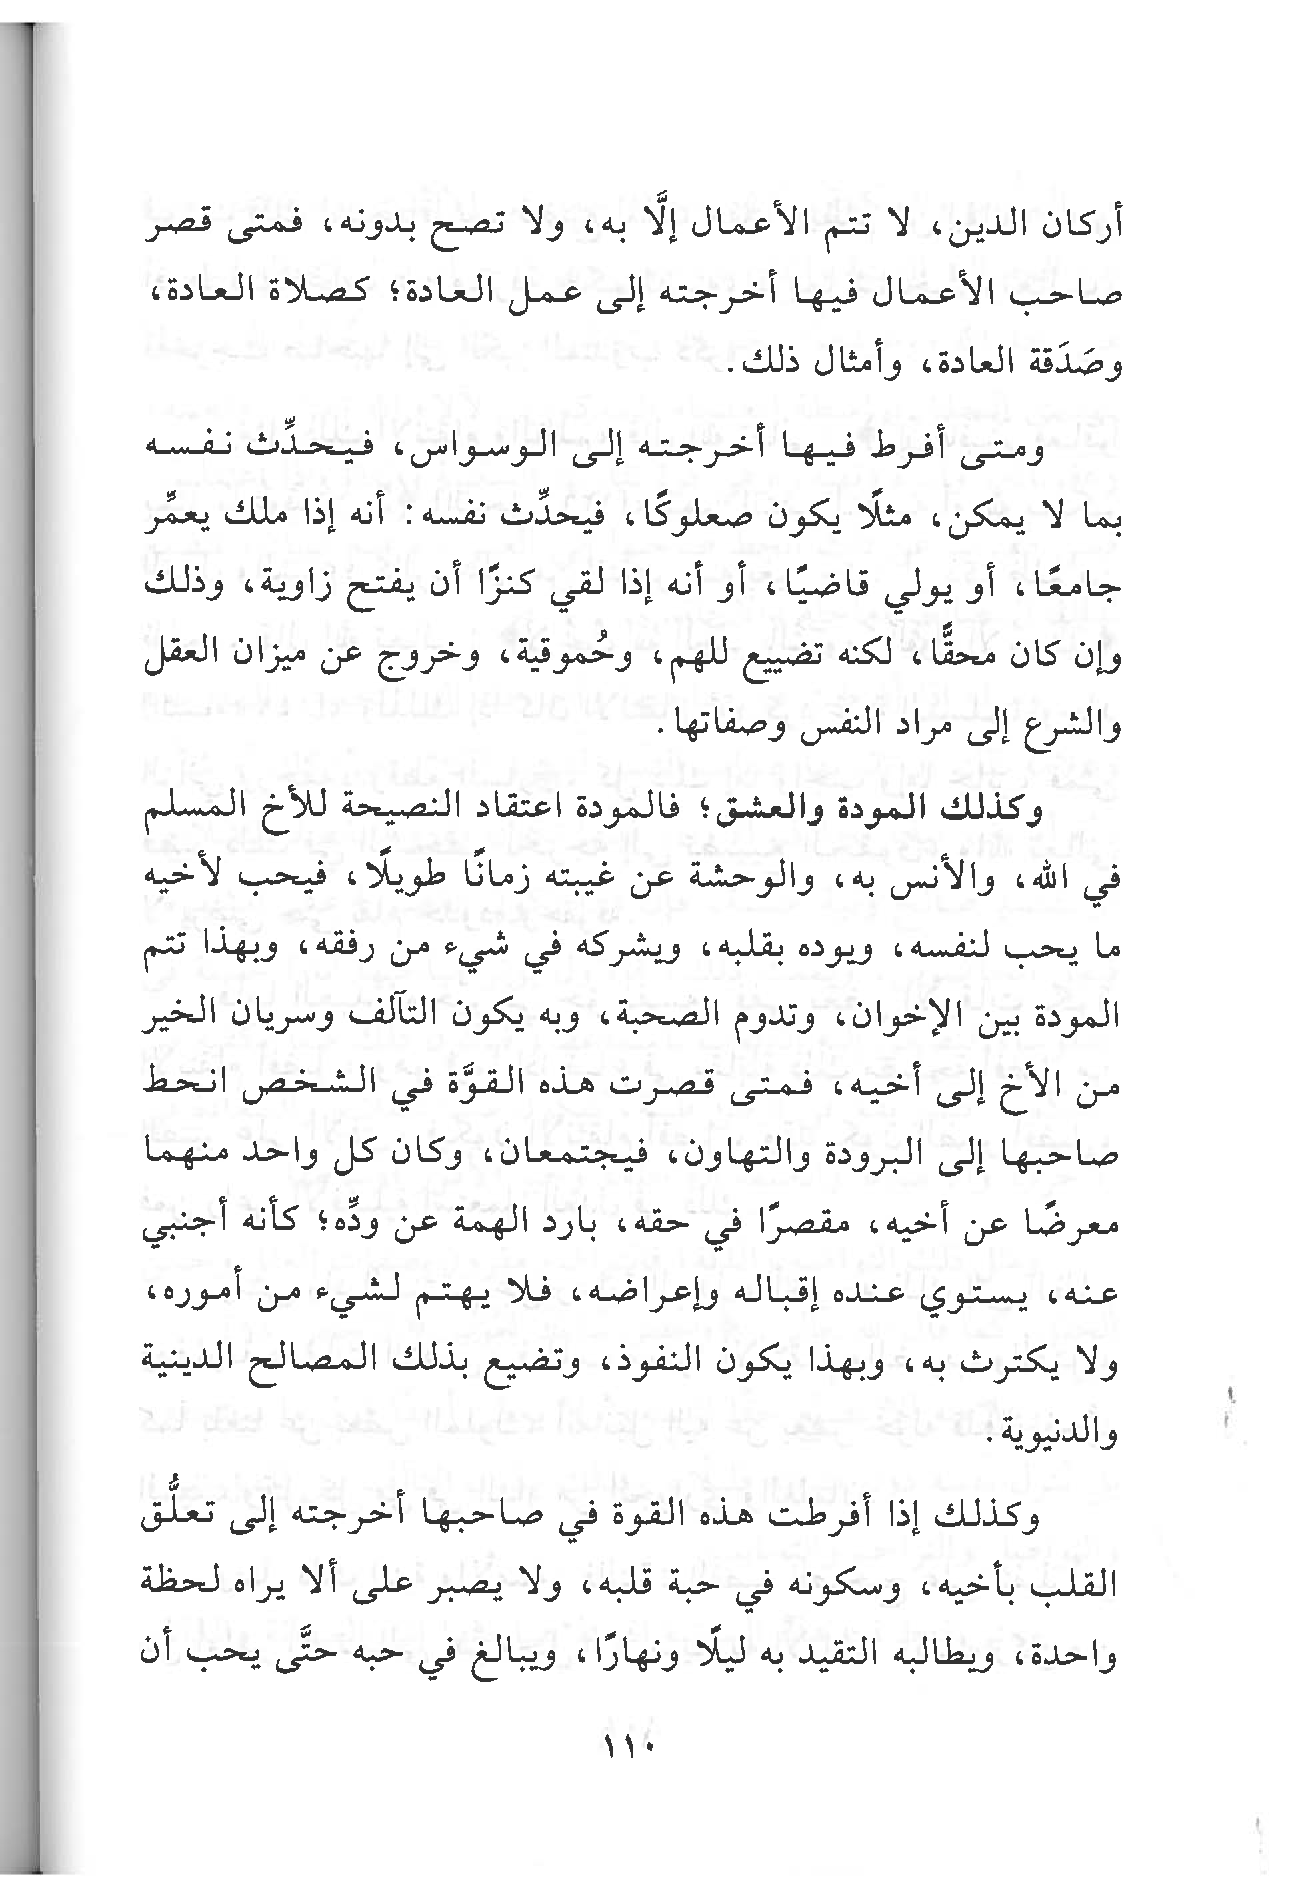 أركان الدين، لا تتم الأعمال إلَّا به، ولا تصح بدونه، فمتى قصر
صاحب الأعمال فيها أخرجته إلى عمل العادة؛ كصلاة العادة،
وصَدَقة العادة، وأمثال ذلك.
ومتى أفرط فيها أخرجته إلى الوسواس، فيحدِّث نفسه
بما لا يمكن، مثلًا يكون صعلوكًا، فيحدِّث نفسه: أنه إذا ملك يعمِّر
جامعًا، أو يولي قاضيًا، أو أنه إذا لقي كنزًا أن يفتح زاوية، وذلك
وإن كان محقًّا، لكنه تضييع للهم، وحُموقية، وخروج عن ميزان العقل
والشرع إلى مراد النفس وصفاتها.
وكذلك المودة والعشق؛ فالمودة اعتقاد النصيحة للأخ المسلم
في الله، والأنس به، والوحشة عن غيبته زمانًا طويلًا، فيحب لأخيه
ما يحب لنفسه، ويوده بقلبه، ويشركه في شيء من رفقه، وبهذا تتم
المودة بين الإخوان، وتدوم الصحبة، وبه يكون التآلف وسريان الخير
من الأخ إلى أخيه، فمتى قصرت هذه القوَّة في الشخص انحط
صاحبها إلى البرودة والتهاون، فيجتمعان، وكان كل واحد منهما
معرضًا عن أخيه، مقصرًا في حقه، بارد الهمة عن ودِّه؛ كأنه أجنبي
عنه، يستوي عنده إقباله وإعراضه، فلا يهتم لشيء من أموره،
ولا يكترث به، وبهذا يكون النفوذ، وتضيع بذلك المصالح الدينية
والدنيوية.
وكذلك إذا أفرطت هذه القوة في صاحبها أخرجته إلى تعلُّق
القلب بأخيه، وسكونه في حبة قلبه، ولا يصبر على ألا يراه لحظة
واحدة، ويطالبه التقيد به ليلًا ونهارًا، ويبالغ في حبه حتَّى يحب أن
١١٠